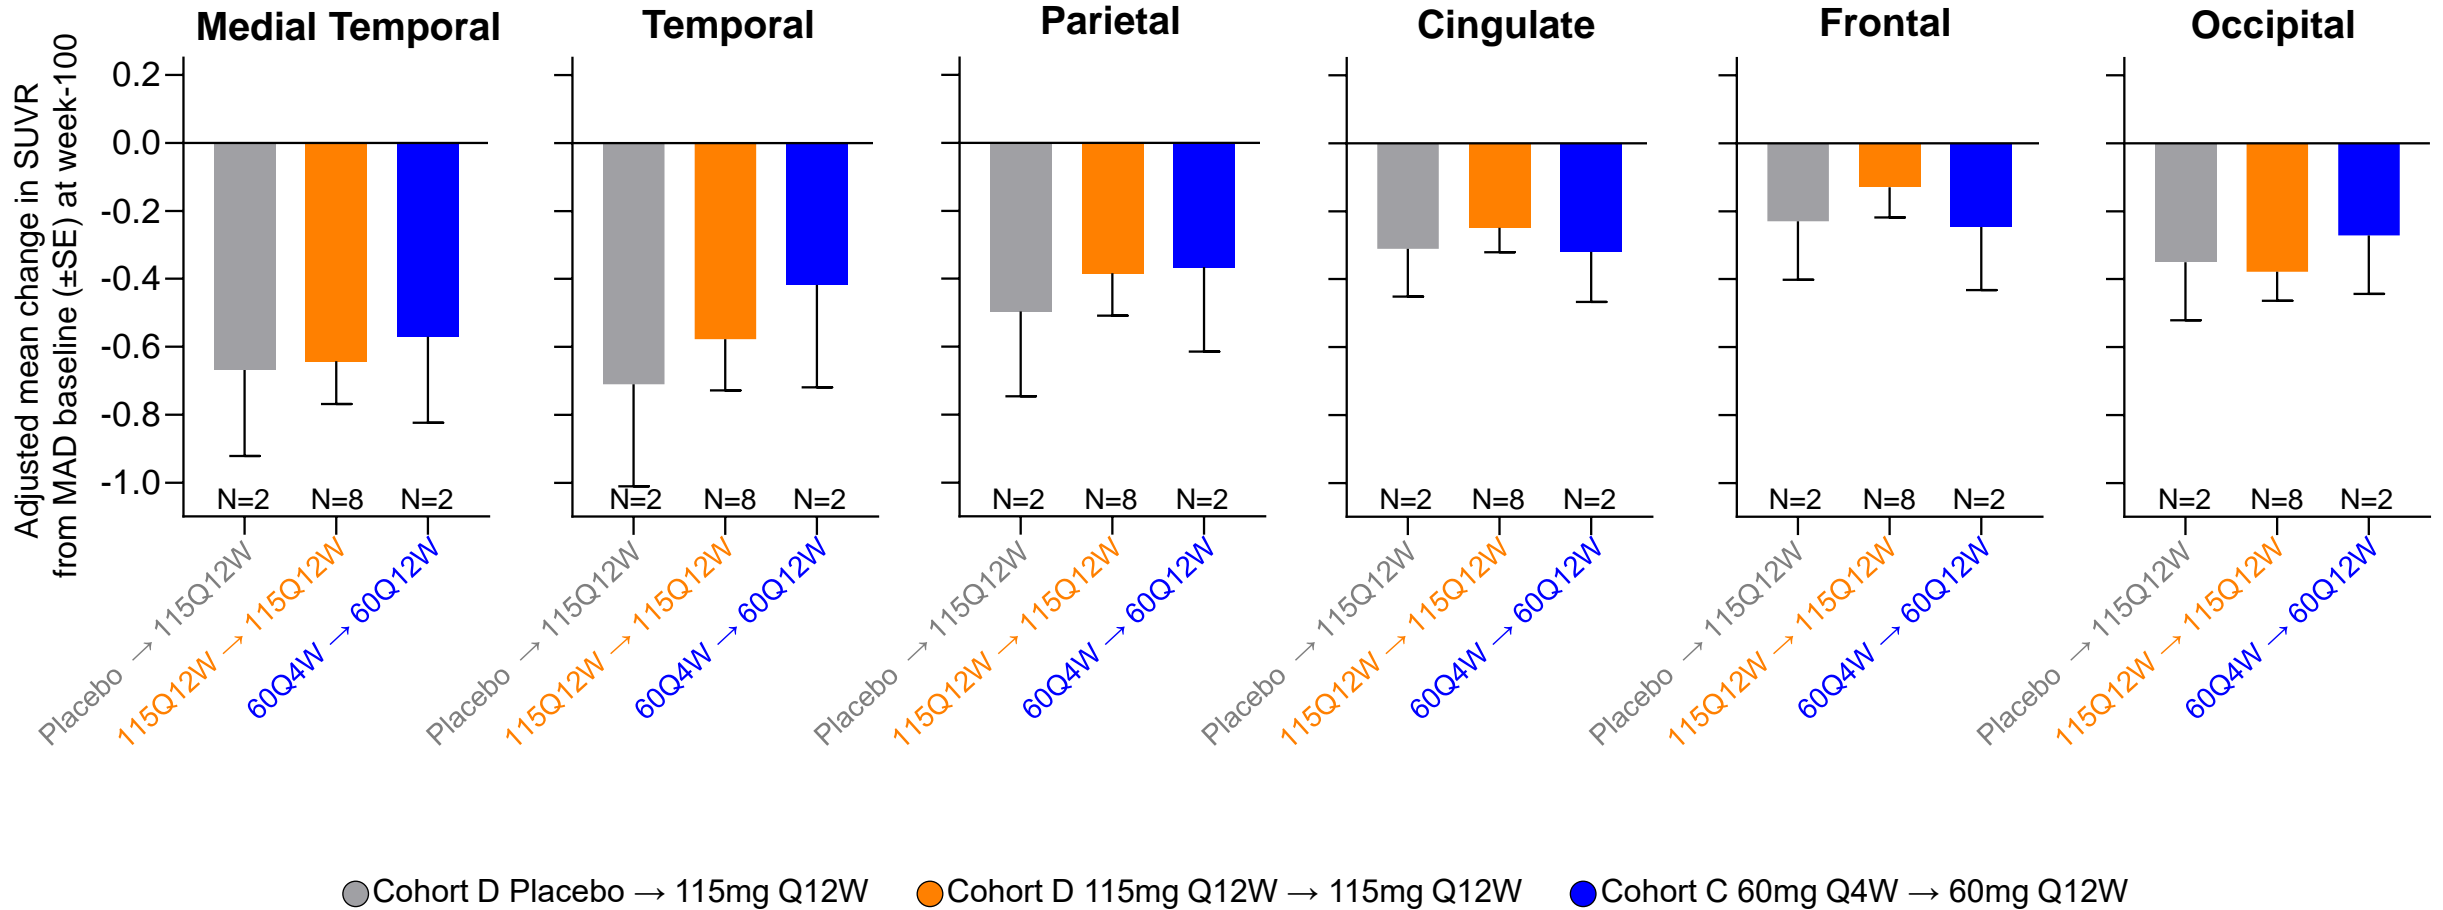 Medial Temporal
Temporal
Parietal
Cingulate
Frontal
Occipital
Adjusted mean change in SUVR
from MAD baseline (±SE) at week-100
0.2
0.0
-0.2
-0.4
-0.6
-0.8
-1.0
N=2 N=8 N=2
N=2 N=8 N=2
N=2 N=8 N=2
N=2 N=8 N=2
N=2 N=8 N=2
N=2 N=8 N=2
Placebo → 115Q12W
115Q12W → 115Q12W
60Q4W → 60Q12W
Placebo → 115Q12W
115Q12W → 115Q12W
60Q4W → 60Q12W
Placebo → 115Q12W
115Q12W → 115Q12W
60Q4W → 60Q12W
Placebo → 115Q12W
115Q12W → 115Q12W
60Q4W → 60Q12W
Placebo → 115Q12W
115Q12W → 115Q12W
60Q4W → 60Q12W
Placebo → 115Q12W
115Q12W → 115Q12W
60Q4W → 60Q12W
Cohort D Placebo → 115mg Q12W
Cohort D 115mg Q12W → 115mg Q12W
Cohort C 60mg Q4W → 60mg Q12W